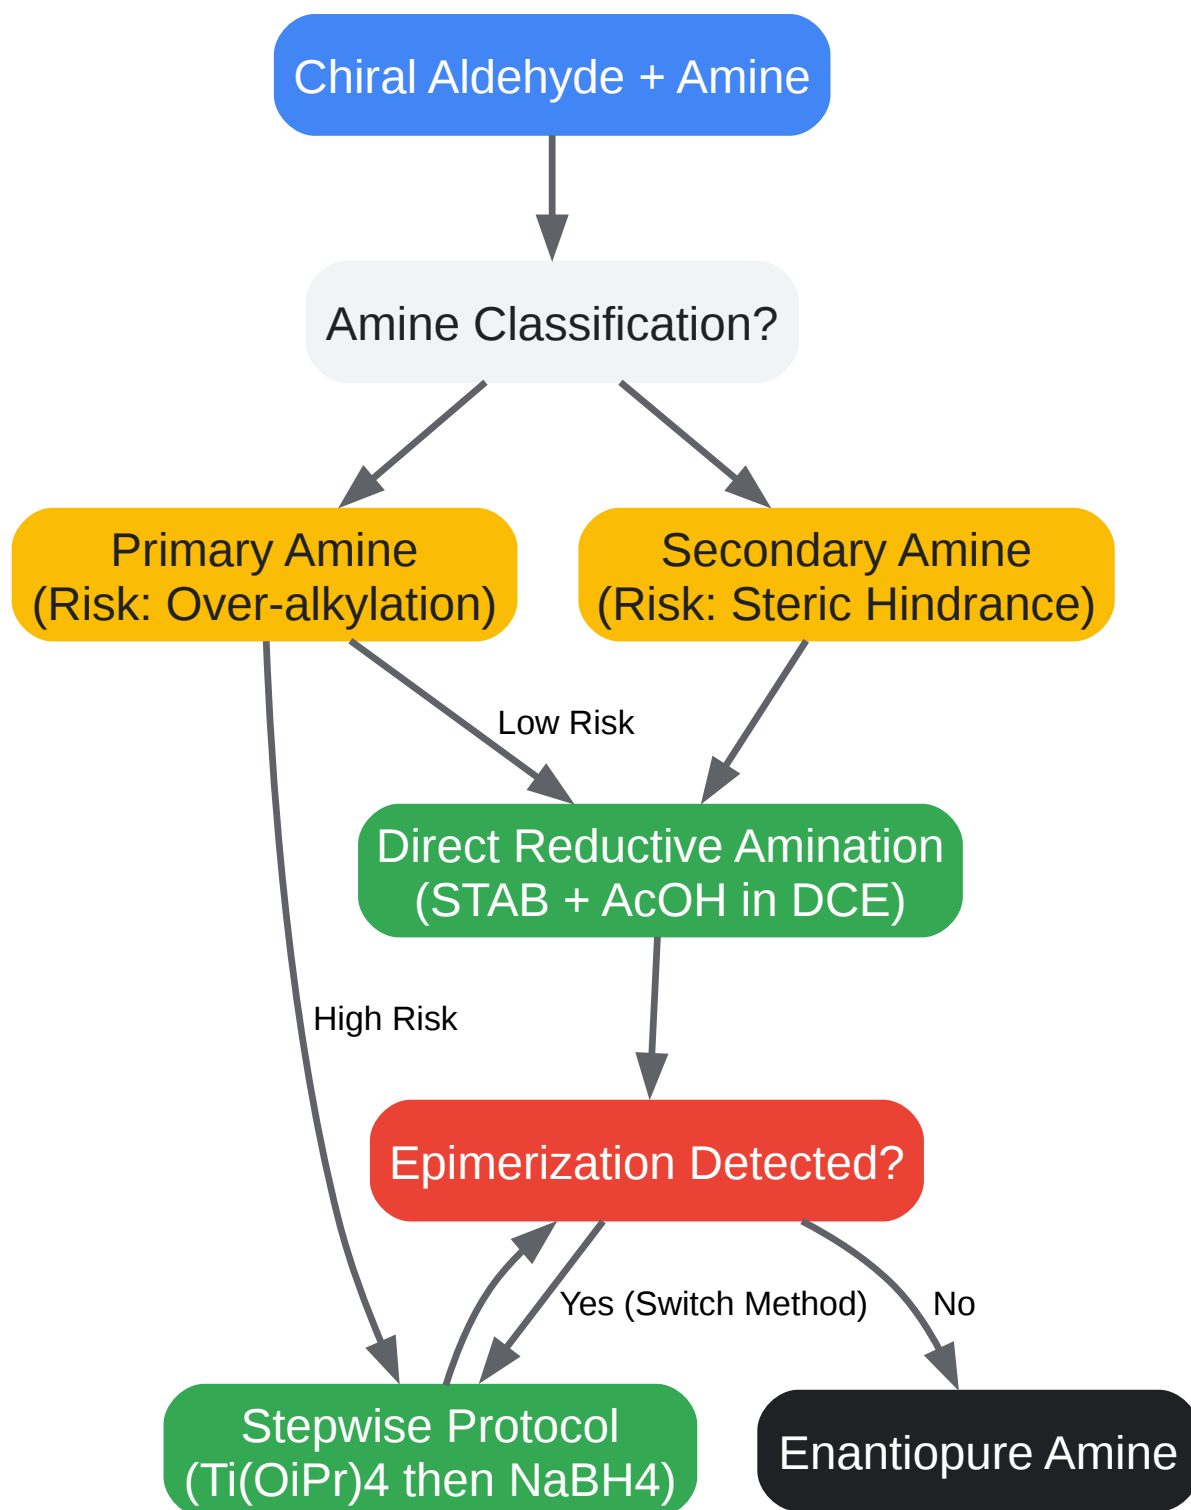 Chiral Aldehyde + Amine
Amine Classification?
Primary Amine
(Risk: Over-alkylation)
Secondary Amine
(Risk: Steric Hindrance)
Low Risk
Direct Reductive Amination
(STAB + AcOH in DCE)
High Risk
Epimerization Detected?
Yes (Switch Method)
No
Stepwise Protocol
(Ti(OiPr)4 then NaBH4)
Enantiopure Amine